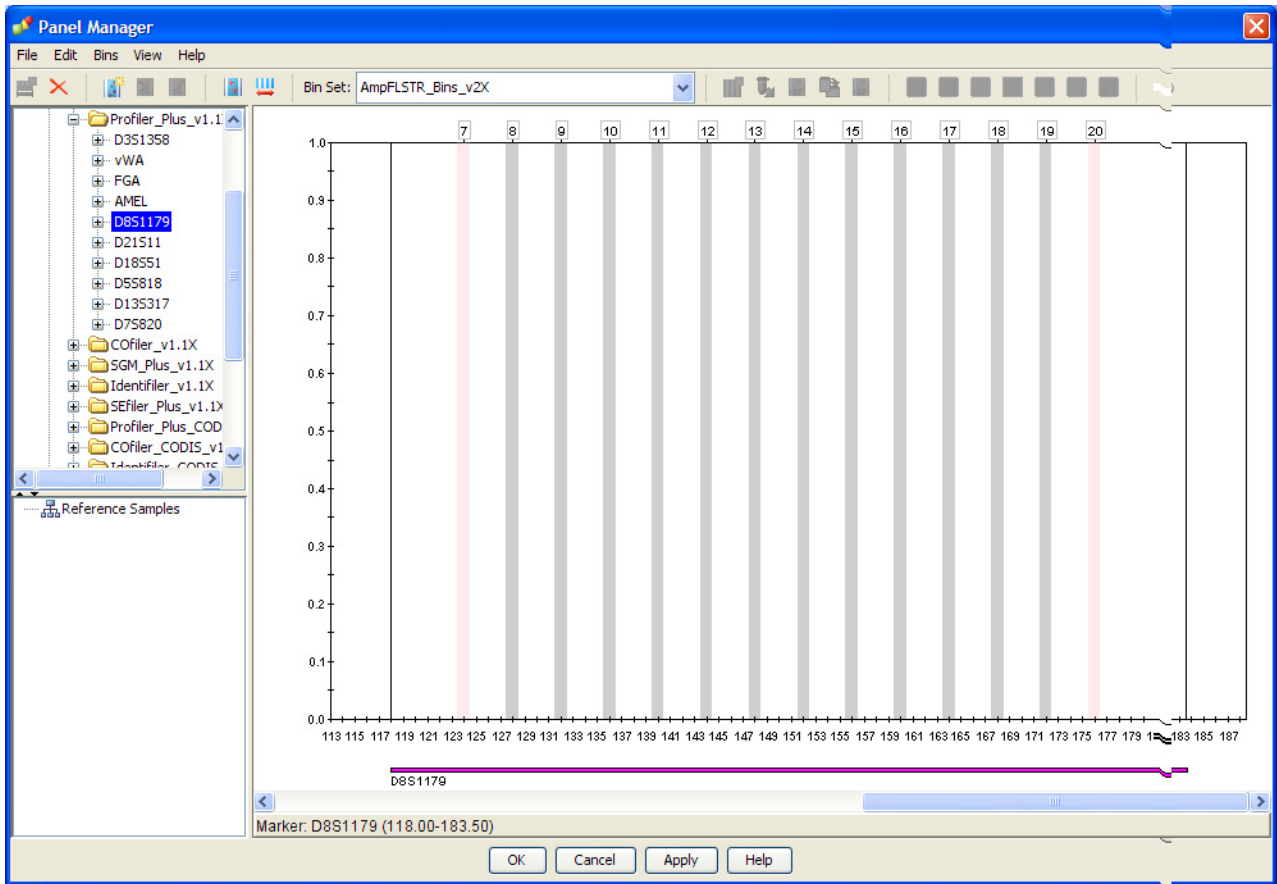 Panel Manager
File Edit Bins View Help
Bin Set: AmpFLSTR_Bins_v2X
Profiler_Plus_v1.1
D3S1358
vWA
FGA
AMEL
D8S1179
D21S11
D18S51
D5S818
D13S317
D7S820
COfiler_v1.1X
SGM_Plus_v1.1X
Identifiler_v1.1X
SEfiler_Plus_v1.1X
Profiler_Plus_COD
COfiler_CODIS_v1
Identifiler_CODIS
Reference Samples
7 8 9 10 11 12 13 14 15 16 17 18 19 20
1.0
0.9
0.8
0.7
0.6
0.5
0.4
0.3
0.2
0.1
0.0
113 115 117 119 121 123 125 127 129 131 133 135 137 139 141 143 145 147 149 151 153 155 157 159 161 163 165 167 169 171 173 175 177 179 183 185 187
D8S1179
Marker: D8S1179 (118.00-183.50)
OK Cancel Apply Help